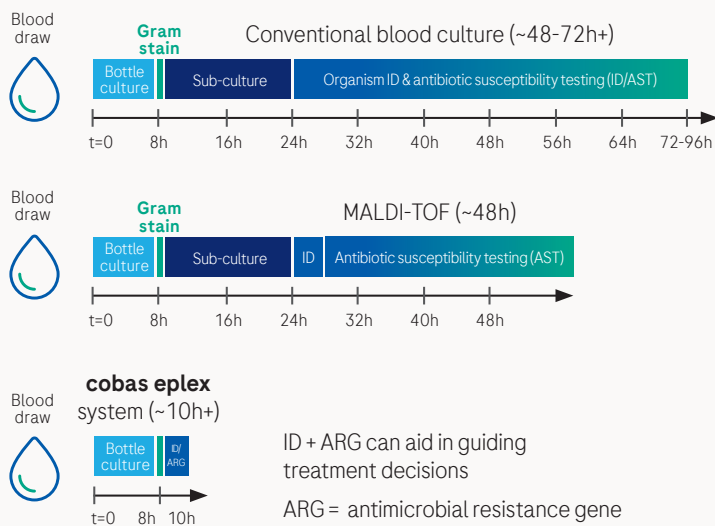 Blood
draw
Gram
stain
Conventional blood culture (~48-72h+)
Bottle
culture
Sub-culture
Organism ID & antibiotic susceptibility testing (ID/AST)
t=0 8h 16h 24h 32h 40h 48h 56h 64h 72-96h
Blood
draw
Gram
stain
MALDI-TOF (~48h)
Bottle
culture
Sub-culture
ID
Antibiotic susceptibility testing (AST)
t=0 8h 16h 24h 32h 40h 48h
Blood
draw
cobas eplex
system (~10h+)
Bottle
culture
ID/
ARG
t=0 8h 10h
ID + ARG can aid in guiding
treatment decisions
ARG = antimicrobial resistance gene